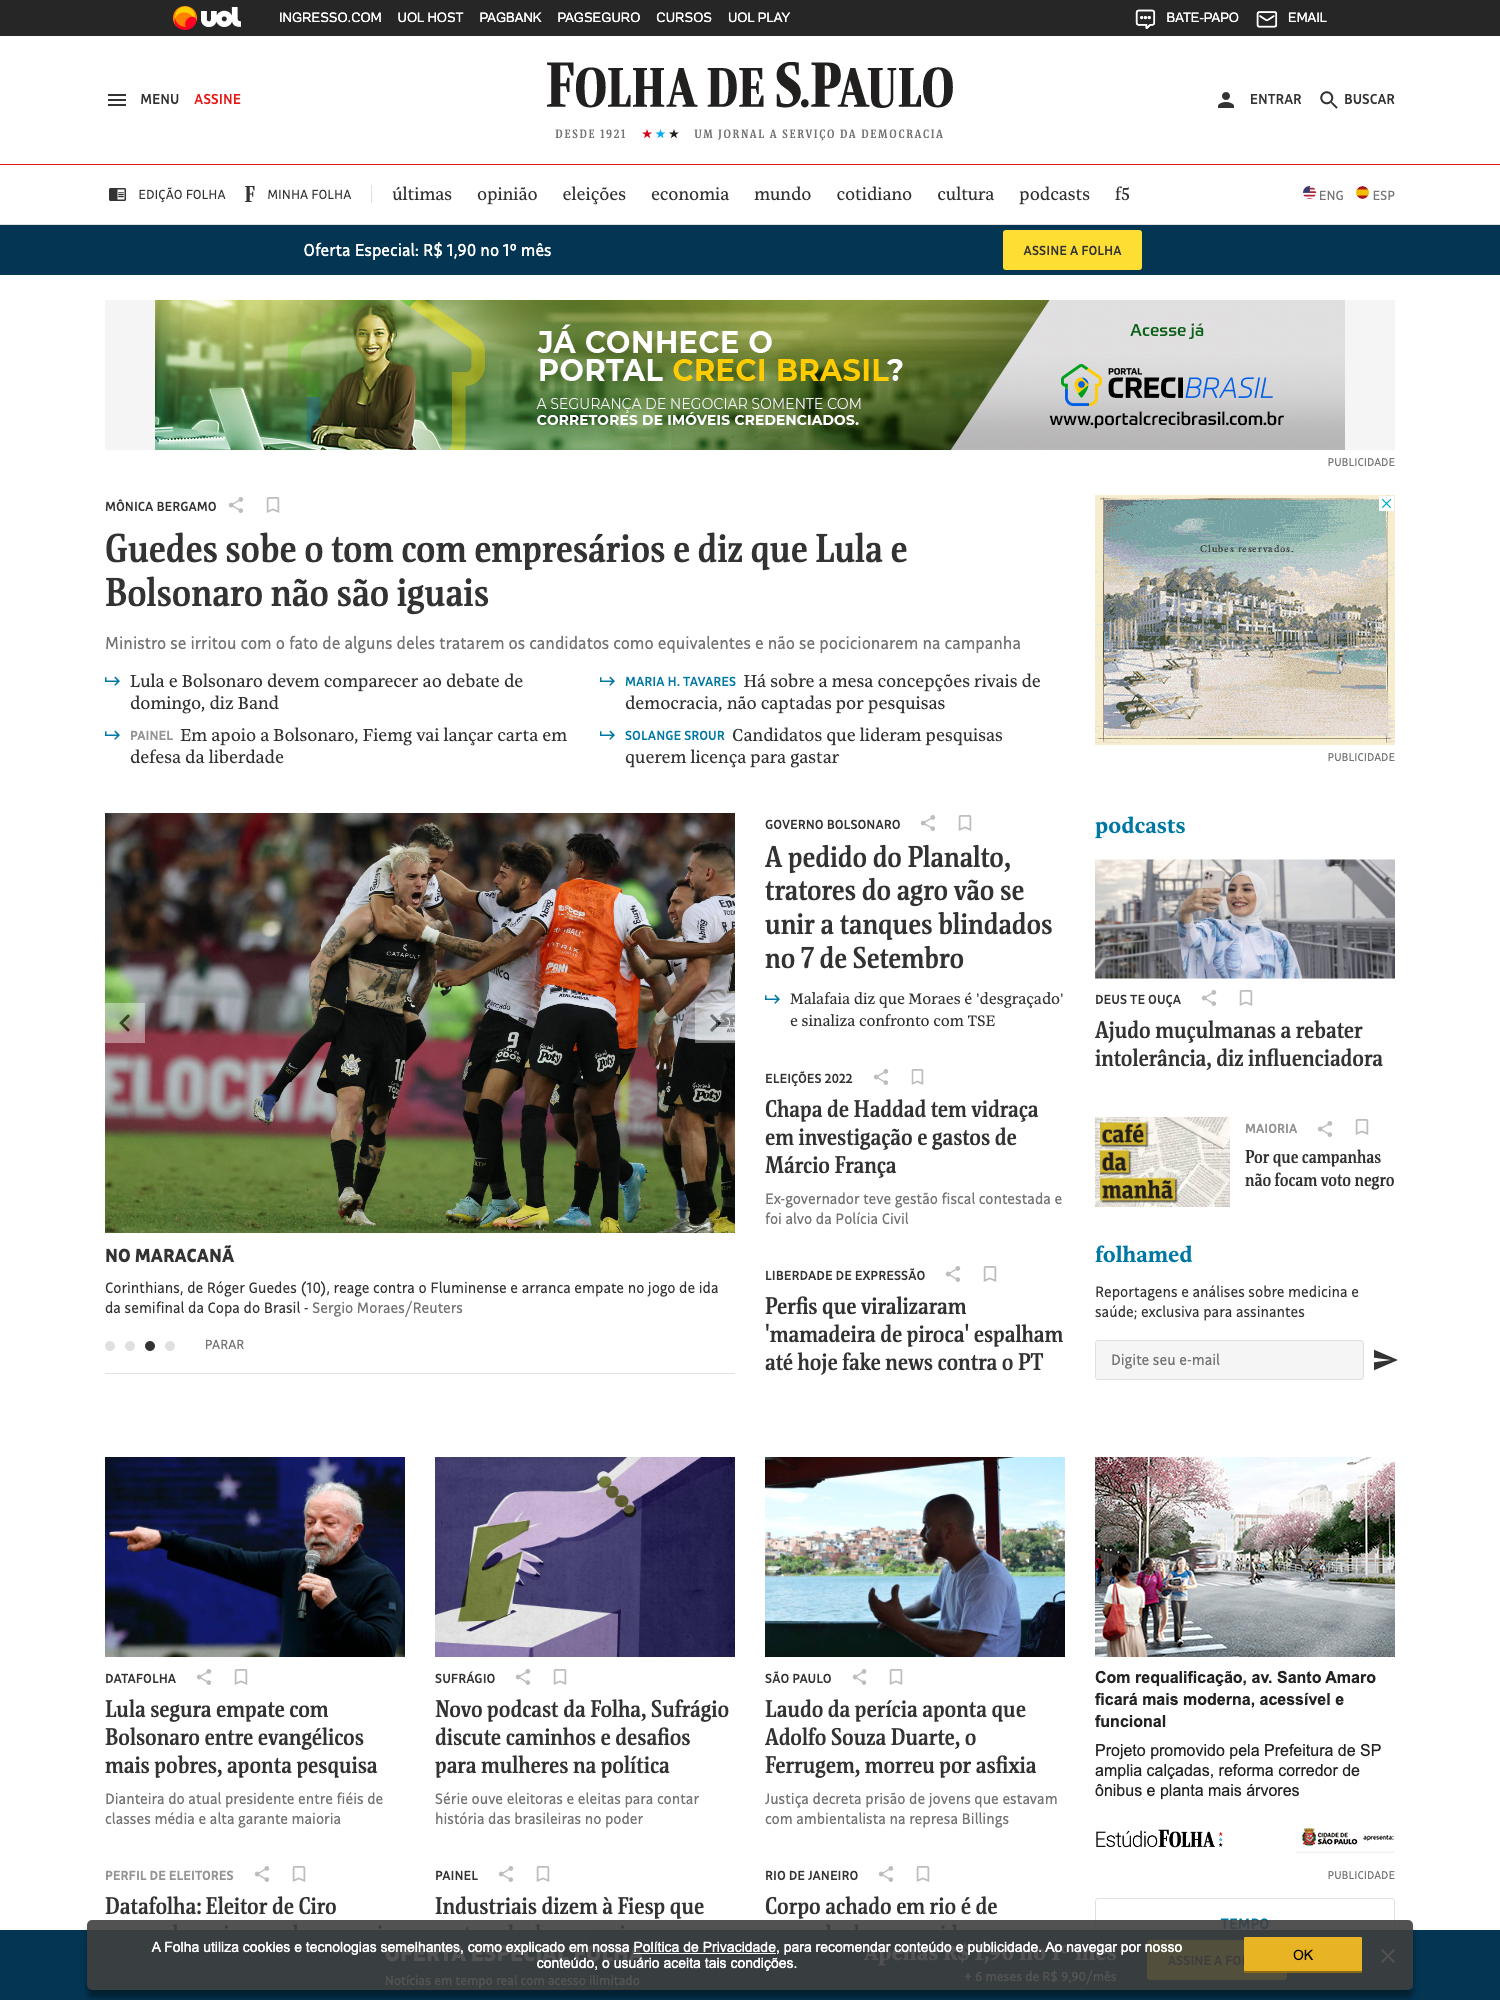 uol INGRESSO.COM UOL HOST PAGBANK PAGSEGURO CURSOS UOL PLAY BATE-PAPO EMAIL
MENU ASSINE
FOLHA DE S.PAULO
ENTRAR BUSCAR
DESDE 1921 ★★★ UM JORNAL A SERVIÇO DA DEMOCRACIA
EDIÇÃO FOLHA F MINHA FOLHA últimas opinião eleições economia mundo cotidiano cultura podcasts f5 ENG ESP
Oferta Especial: R$ 1,90 no 1º mês ASSINE A FOLHA
JÁ CONHECE O
PORTAL CRECI BRASIL?
A SEGURANÇA DE NEGOCIAR SOMENTE COM
CORRETORES DE IMÓVEIS CREDENCIADOS.
Acesse já
PORTAL
CRECIBRASIL
www.portalcrecibrasil.com.br
PUBLICIDADE
MÔNICA BERGAMO
Guedes sobe o tom com empresários e diz que Lula e
Bolsonaro não são iguais
Ministro se irritou com o fato de alguns deles tratarem os candidatos como equivalentes e não se pocicionarem na campanha
Lula e Bolsonaro devem comparecer ao debate de
domingo, diz Band
PAINEL Em apoio a Bolsonaro, Fiemg vai lançar carta em
defesa da liberdade
MARIA H. TAVARES Há sobre a mesa concepções rivais de
democracia, não captadas por pesquisas
SOLANGE SROUR Candidatos que lideram pesquisas
querem licença para gastar
Clubes reservados.
PUBLICIDADE
CATAPULT
ELOCITA
9
10
Poty
Poty
Poty
NO MARACANÃ
Corinthians, de Róger Guedes (10), reage contra o Fluminense e arranca empate no jogo de ida
da semifinal da Copa do Brasil - Sergio Moraes/Reuters
PARAR
GOVERNO BOLSONARO
A pedido do Planalto,
tratores do agro vão se
unir a tanques blindados
no 7 de Setembro
Malafaia diz que Moraes é 'desgraçado'
e sinaliza confronto com TSE
ELEIÇÕES 2022
Chapa de Haddad tem vidraça
em investigação e gastos de
Márcio França
Ex-governador teve gestão fiscal contestada e
foi alvo da Polícia Civil
LIBERDADE DE EXPRESSÃO
Perfis que viralizaram
'mamadeira de piroca' espalham
até hoje fake news contra o PT
podcasts
DEUS TE OUÇA
Ajudo muçulmanas a rebater
intolerância, diz influenciadora
café
da
manhã
MAIORIA
Por que campanhas
não focam voto negro
folhamed
Reportagens e análises sobre medicina e
saúde; exclusiva para assinantes
Digite seu e-mail
DATAFOLHA
Lula segura empate com
Bolsonaro entre evangélicos
mais pobres, aponta pesquisa
Dianteira do atual presidente entre fiéis de
classes média e alta garante maioria
SUFRÁGIO
Novo podcast da Folha, Sufrágio
discute caminhos e desafios
para mulheres na política
Série ouve eleitoras e eleitas para contar
história das brasileiras no poder
SÃO PAULO
Laudo da perícia aponta que
Adolfo Souza Duarte, o
Ferrugem, morreu por asfixia
Justiça decreta prisão de jovens que estavam
com ambientalista na represa Billings
Com requalificação, av. Santo Amaro
ficará mais moderna, acessível e
funcional
Projeto promovido pela Prefeitura de SP
amplia calçadas, reforma corredor de
ônibus e planta mais árvores
EstúdioFOLHA
CIDADE DE
SÃO PAULO apresenta:
PUBLICIDADE
PERFIL DE ELEITORES
Datafolha: Eleitor de Ciro
PAINEL
Industriais dizem à Fiesp que
RIO DE JANEIRO
Corpo achado em rio é de
TEMPO
A Folha utiliza cookies e tecnologias semelhantes, como explicado em nossa Política de Privacidade, para recomendar conteúdo e publicidade. Ao navegar por nosso
conteúdo, o usuário aceita tais condições.
OK
Apenas R$ 1,90 no 1º mês
Notícias em tempo real com acesso ilimitado
+ 6 meses de R$ 9,90/mês
ASSINE A FO